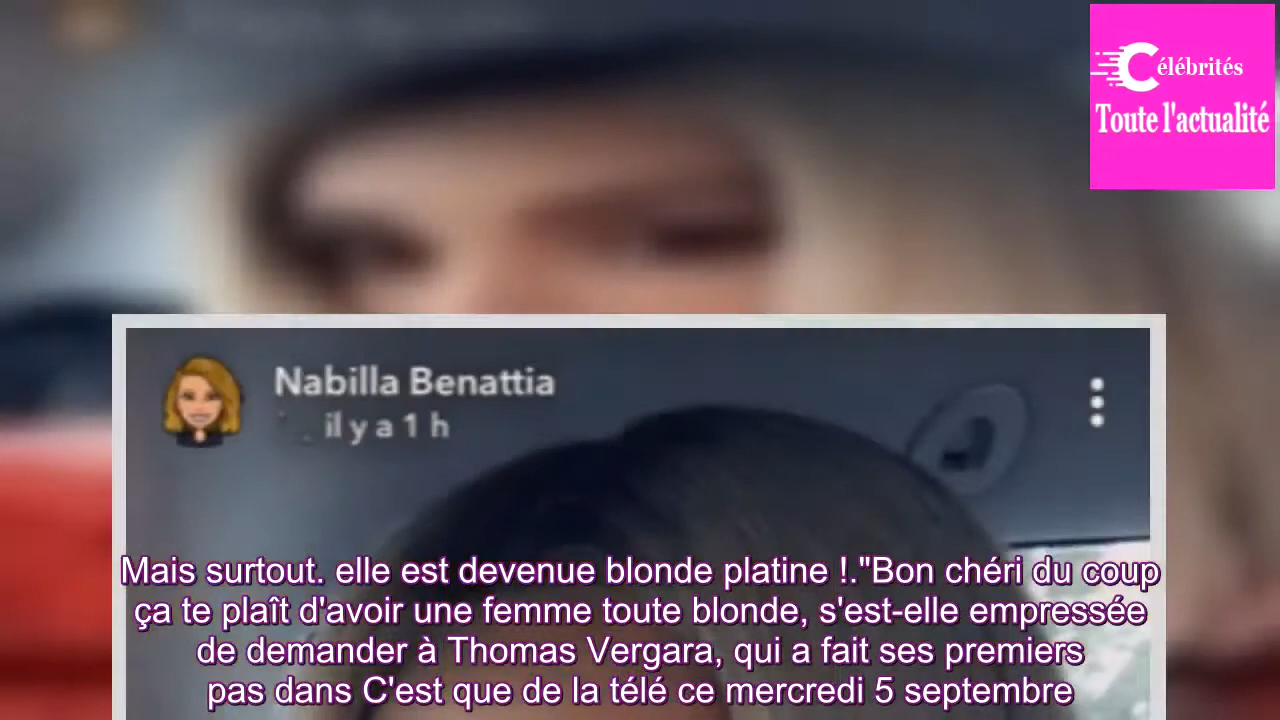 Célébrités
Toute l'actualité
Nabilla Benattia
il y a 1 h
Mais surtout. elle est devenue blonde platine !."Bon chéri du coup
ça te plaît d'avoir une femme toute blonde, s'est-elle empressée
de demander à Thomas Vergara, qui a fait ses premiers
pas dans C'est que de la télé ce mercredi 5 septembre